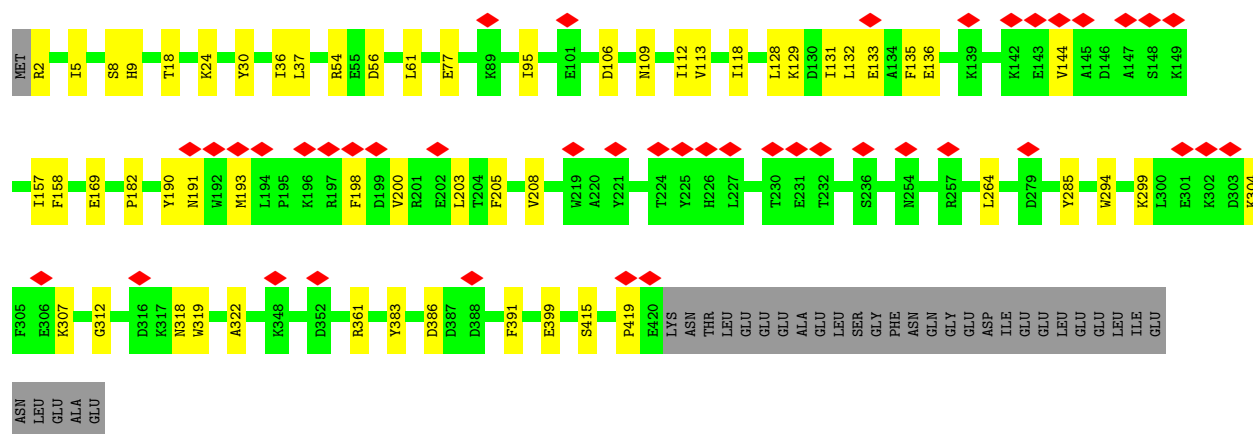 MET R2 I5 S8 H9 T18 K24 Y30 I36 L37 R54 E55 D56 L61 E77 K89 I95 E101 D106 N109 I112 V113 I118 L128 K129 D130 I131 L132 E133 A134 F135 E136 K139 K142 E143 V144 A145 D146 A147 S148 K149
I157 F158 E169 P182 Y190 N191 W192 M193 L194 P195 K196 R197 F198 D199 V200 R201 E202 L203 T204 F205 V208 W219 A220 Y221 T224 Y225 H226 L227 T230 E231 T232 S236 N254 R257 L264 D279 Y285 W294 K299 L300 E301 K302 D303 K304
F305 E306 K307 G312 D316 K317 N318 W319 A322 K348 D352 R361 Y383 D386 D387 D388 F391 E399 S415 P419 E420 LYS ASN THR LEU GLU GLU GLU ALA GLU LEU SER GLY PHE ASN GLN GLY GLU ASP ILE GLU GLU LEU GLU GLU LEU ILE GLU
ASN LEU GLU ALA GLU